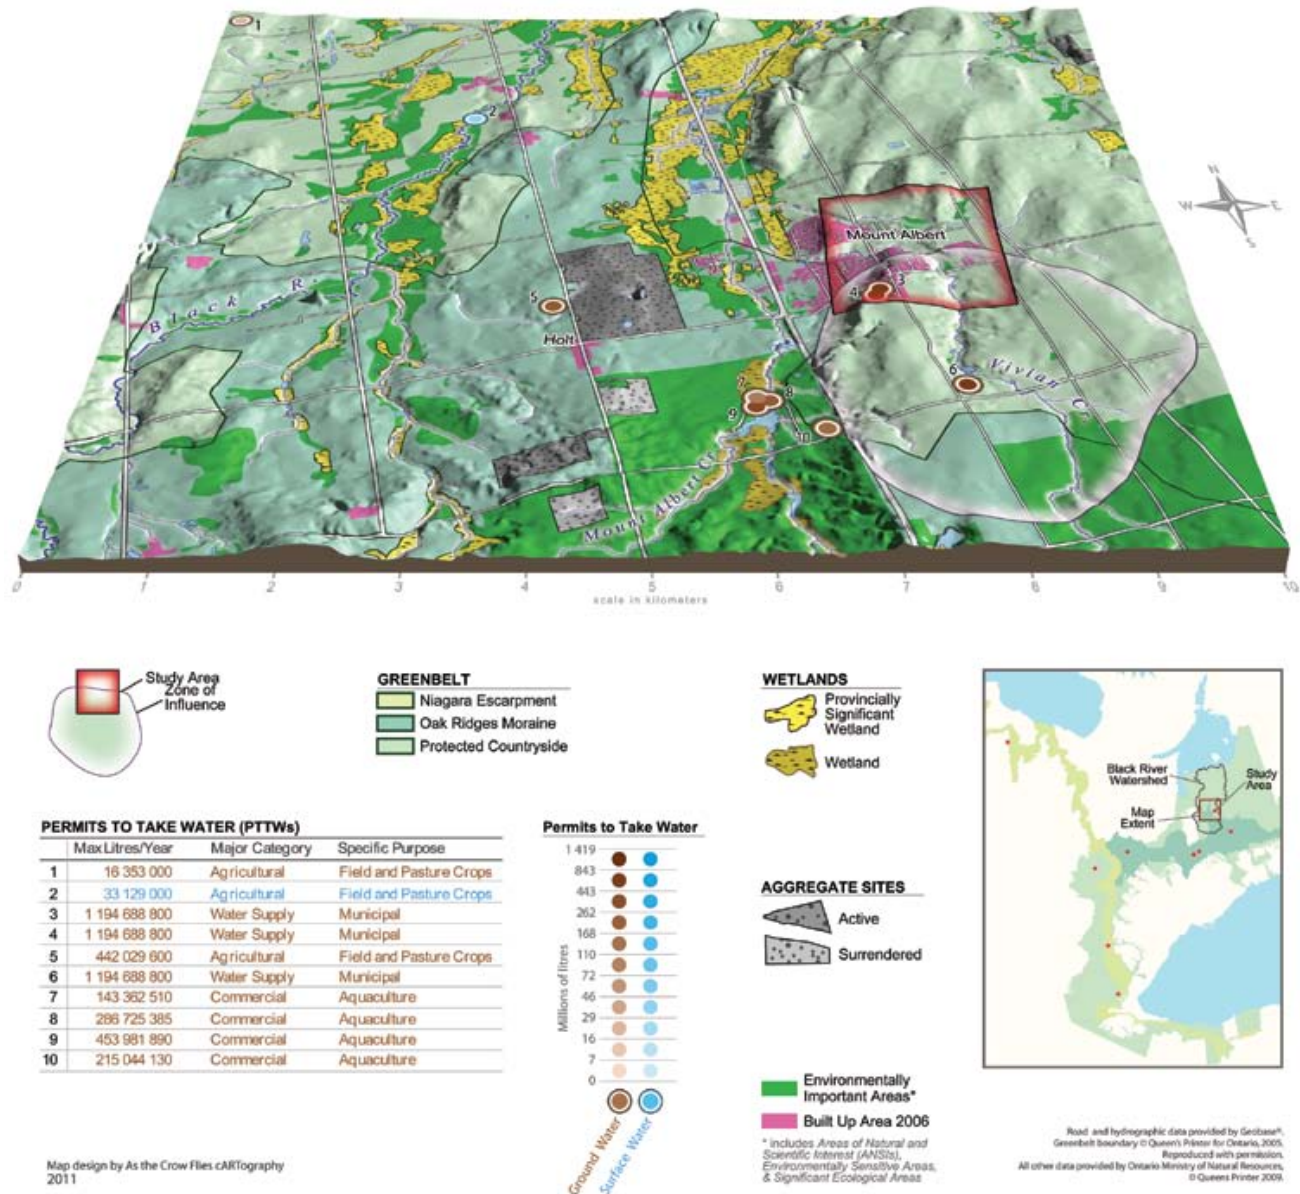 1
2
N
W
E
S
Mount Albert
3
4
5
Black R.
Holt
6
Vivian C.
7
8
9
10
Mount Albert Cr.
0 1 2 3 4 5 6 7 8 9 10
scale in kilometers
Study Area
Zone of
Influence
GREENBELT
Niagara Escarpment
Oak Ridges Moraine
Protected Countryside
WETLANDS
Provincially
Significant
Wetland
Wetland
Black River
Watershed
Study
Area
Map
Extent
PERMITS TO TAKE WATER (PTTWs)
Max Litres/Year Major Category Specific Purpose
1 16 353 000 Agricultural Field and Pasture Crops
2 33 129 000 Agricultural Field and Pasture Crops
3 1 194 688 800 Water Supply Municipal
4 1 194 688 800 Water Supply Municipal
5 442 029 600 Agricultural Field and Pasture Crops
6 1 194 688 800 Water Supply Municipal
7 143 362 510 Commercial Aquaculture
8 286 725 385 Commercial Aquaculture
9 453 981 890 Commercial Aquaculture
10 215 044 130 Commercial Aquaculture
Permits to Take Water
1 419
843
443
262
168
110
72
46
29
16
7
0
Millions of litres
Ground Water
Surface Water
AGGREGATE SITES
Active
Surrendered
Environmentally
Important Areas*
Built Up Area 2006
* includes Areas of Natural and
Scientific Interest (ANSIs),
Environmentally Sensitive Areas,
& Significant Ecological Areas
Map design by As the Crow Flies cARTography
2011
Road and hydrographic data provided by Geobase®.
Greenbelt boundary © Queen's Printer for Ontario, 2005.
Reproduced with permission.
All other data provided by Ontario Ministry of Natural Resources,
© Queens Printer 2009.